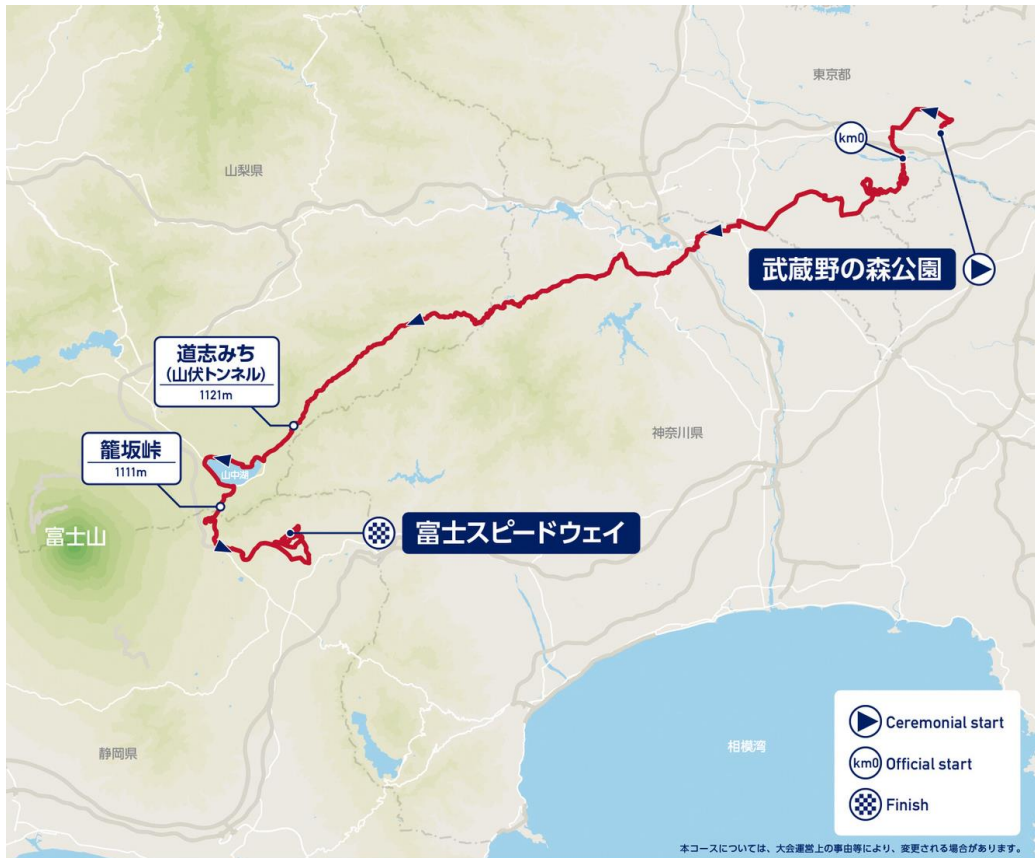 東京都
km0
山梨県
武蔵野の森公園
道志みち
(山伏トンネル)
1121m
神奈川県
籠坂峠
1111m
山中湖
富士山
富士スピードウェイ
静岡県
相模湾
Ceremonial start
km0 Official start
Finish
本コースについては、大会運営上の事由等により、変更される場合があります。